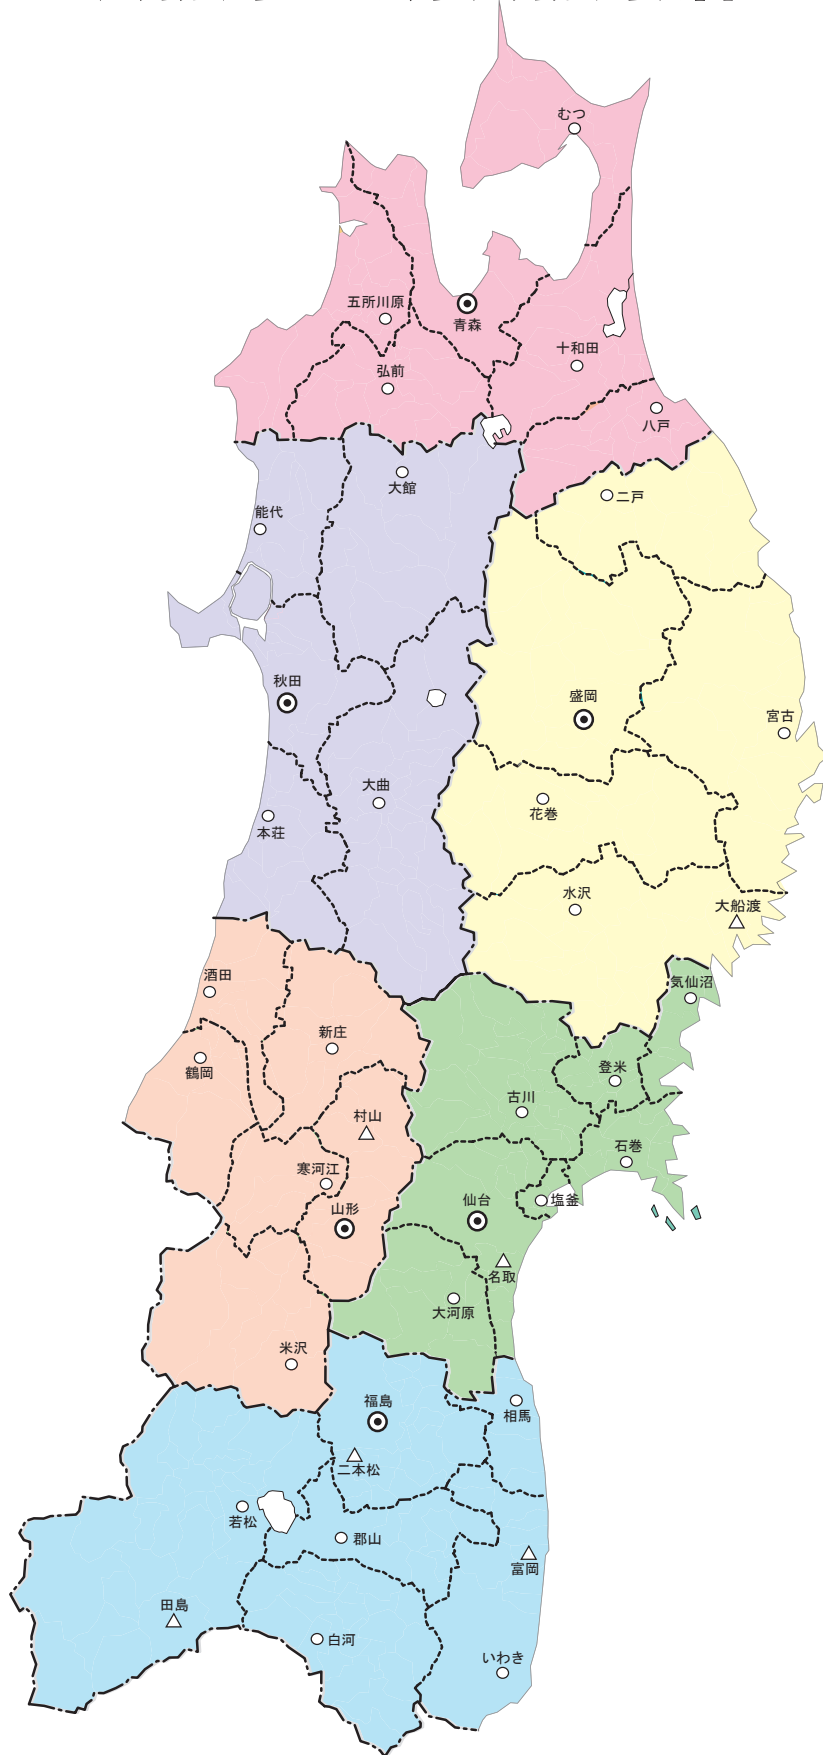 むつ
五所川原
青森
十和田
弘前
八戸
大館
二戸
能代
秋田
盛岡
宮古
大曲
花巻
本荘
水沢
大船渡
酒田
気仙沼
新庄
鶴岡
登米
古川
村山
石巻
寒河江
仙台
塩釜
山形
名取
大河原
米沢
福島
相馬
二本松
若松
郡山
富岡
田島
白河
いわき